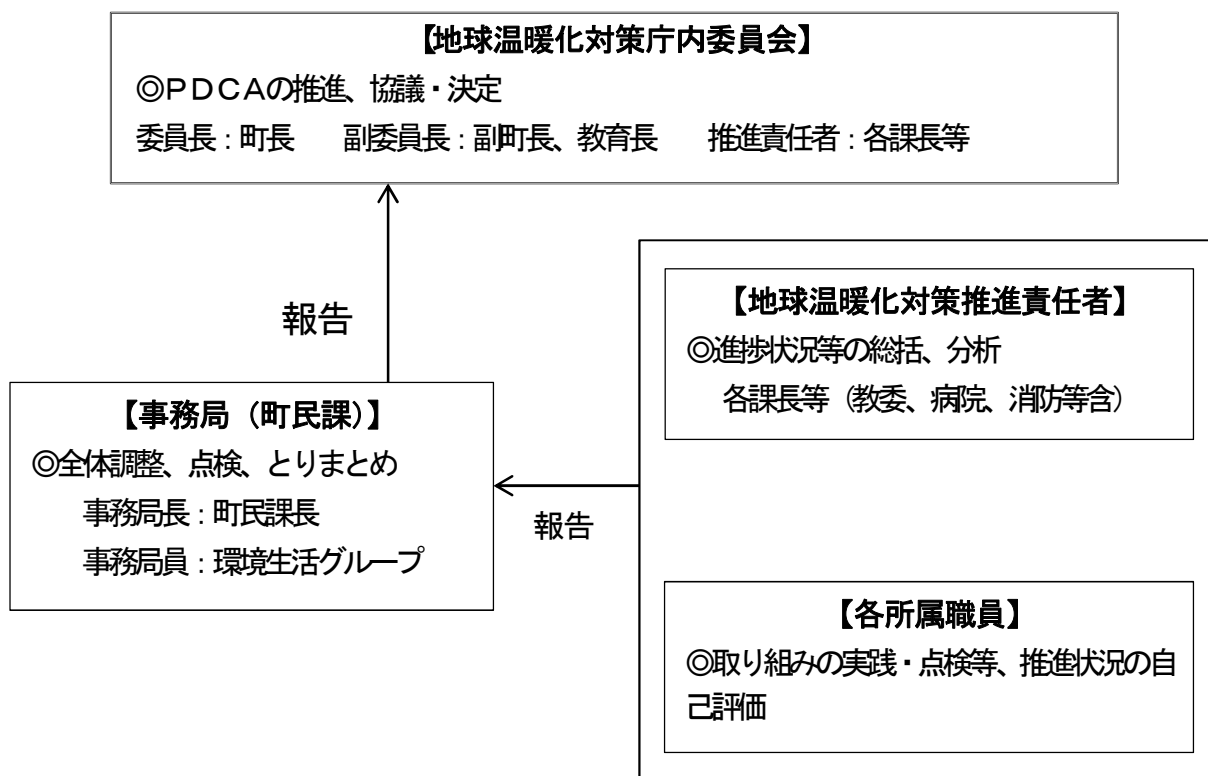 【地球温暖化対策庁内委員会】
◎ＰＤＣＡの推進、協議・決定
委員長：町長　　副委員長：副町長、教育長　　推進責任者：各課長等
報告
【地球温暖化対策推進責任者】
◎進捗状況等の総括、分析
各課長等（教委、病院、消防等含）
【事務局（町民課）】
◎全体調整、点検、とりまとめ
事務局長：町民課長
事務局員：環境生活グループ
報告
【各所属職員】
◎取り組みの実践・点検等、推進状況の自
己評価